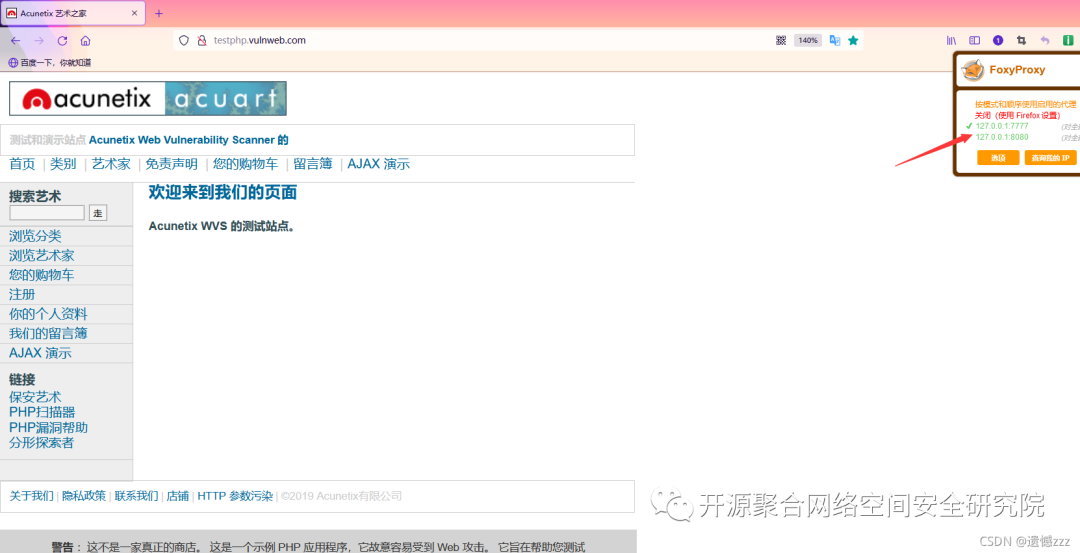 Acunetix 艺术之家
testphp.vulnweb.com
140%
百度一下，你就知道
FoxyProxy
按模式和顺序使用启用的代理
关闭（使用 Firefox 设置）
127.0.0.1:7777
127.0.0.1:8080
查询我的 IP
acunetix acuart
测试和演示站点 Acunetix Web Vulnerability Scanner 的
首页 | 类别 | 艺术家 | 免责声明 | 您的购物车 | 留言簿 | AJAX 演示
搜索艺术
走
浏览分类
浏览艺术家
您的购物车
注册
你的个人资料
我们的留言簿
AJAX 演示
链接
保安艺术
PHP扫描器
PHP漏洞帮助
分形探索者
欢迎来到我们的页面
Acunetix WVS 的测试站点。
关于我们 | 隐私政策 | 联系我们 | 店铺 | HTTP 参数污染 | ©2019 Acunetix有限公司
警告： 这不是一家真正的商店。 这是一个示例 PHP 应用程序，它故意容易受到 Web 攻击。 它旨在帮助您测试
开源聚合网络空间安全研究院
CSDN @遗憾zzz